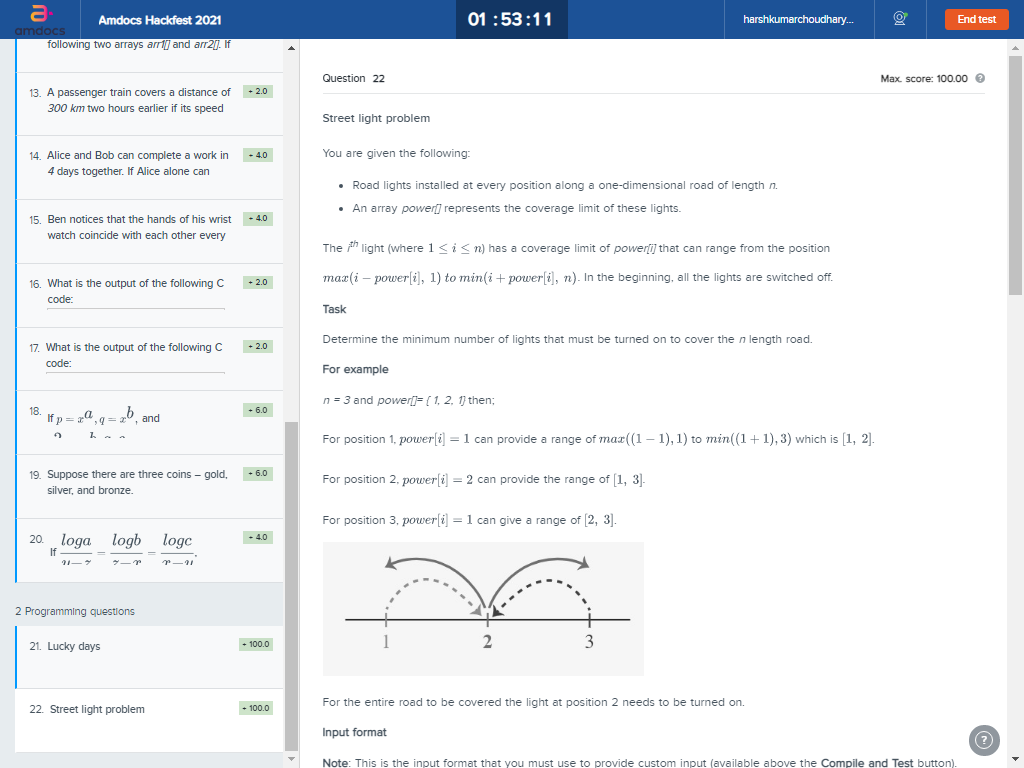 amdocs
Amdocs Hackfest 2021
01 : 53 : 11
harshkumarchoudhary...
End test
following two arrays arr1[] and arr2[]. If
13. A passenger train covers a distance of
300 km two hours earlier if its speed
+ 2.0
14. Alice and Bob can complete a work in
4 days together. If Alice alone can
+ 4.0
15. Ben notices that the hands of his wrist
watch coincide with each other every
+ 4.0
16. What is the output of the following C
code:
+ 2.0
17. What is the output of the following C
code:
+ 2.0
18. If p = x^a, q = x^b, and
+ 6.0
19. Suppose there are three coins – gold,
silver, and bronze.
+ 6.0
20. If loga/y−z = logb/z−x = logc/x−y,
+ 4.0
2 Programming questions
21. Lucky days
+ 100.0
22. Street light problem
+ 100.0
Question 22
Max. score: 100.00 ?
Street light problem
You are given the following:
• Road lights installed at every position along a one-dimensional road of length n.
• An array power[] represents the coverage limit of these lights.
The i^th light (where 1 ≤ i ≤ n) has a coverage limit of power[i] that can range from the position
max(i − power[i], 1) to min(i + power[i], n). In the beginning, all the lights are switched off.
Task
Determine the minimum number of lights that must be turned on to cover the n length road.
For example
n = 3 and power[]= { 1, 2, 1} then;
For position 1, power[i] = 1 can provide a range of max((1 − 1), 1) to min((1 + 1), 3) which is [1, 2].
For position 2, power[i] = 2 can provide the range of [1, 3].
For position 3, power[i] = 1 can give a range of [2, 3].
1 2 3
For the entire road to be covered the light at position 2 needs to be turned on.
Input format
Note: This is the input format that you must use to provide custom input (available above the Compile and Test button).
?